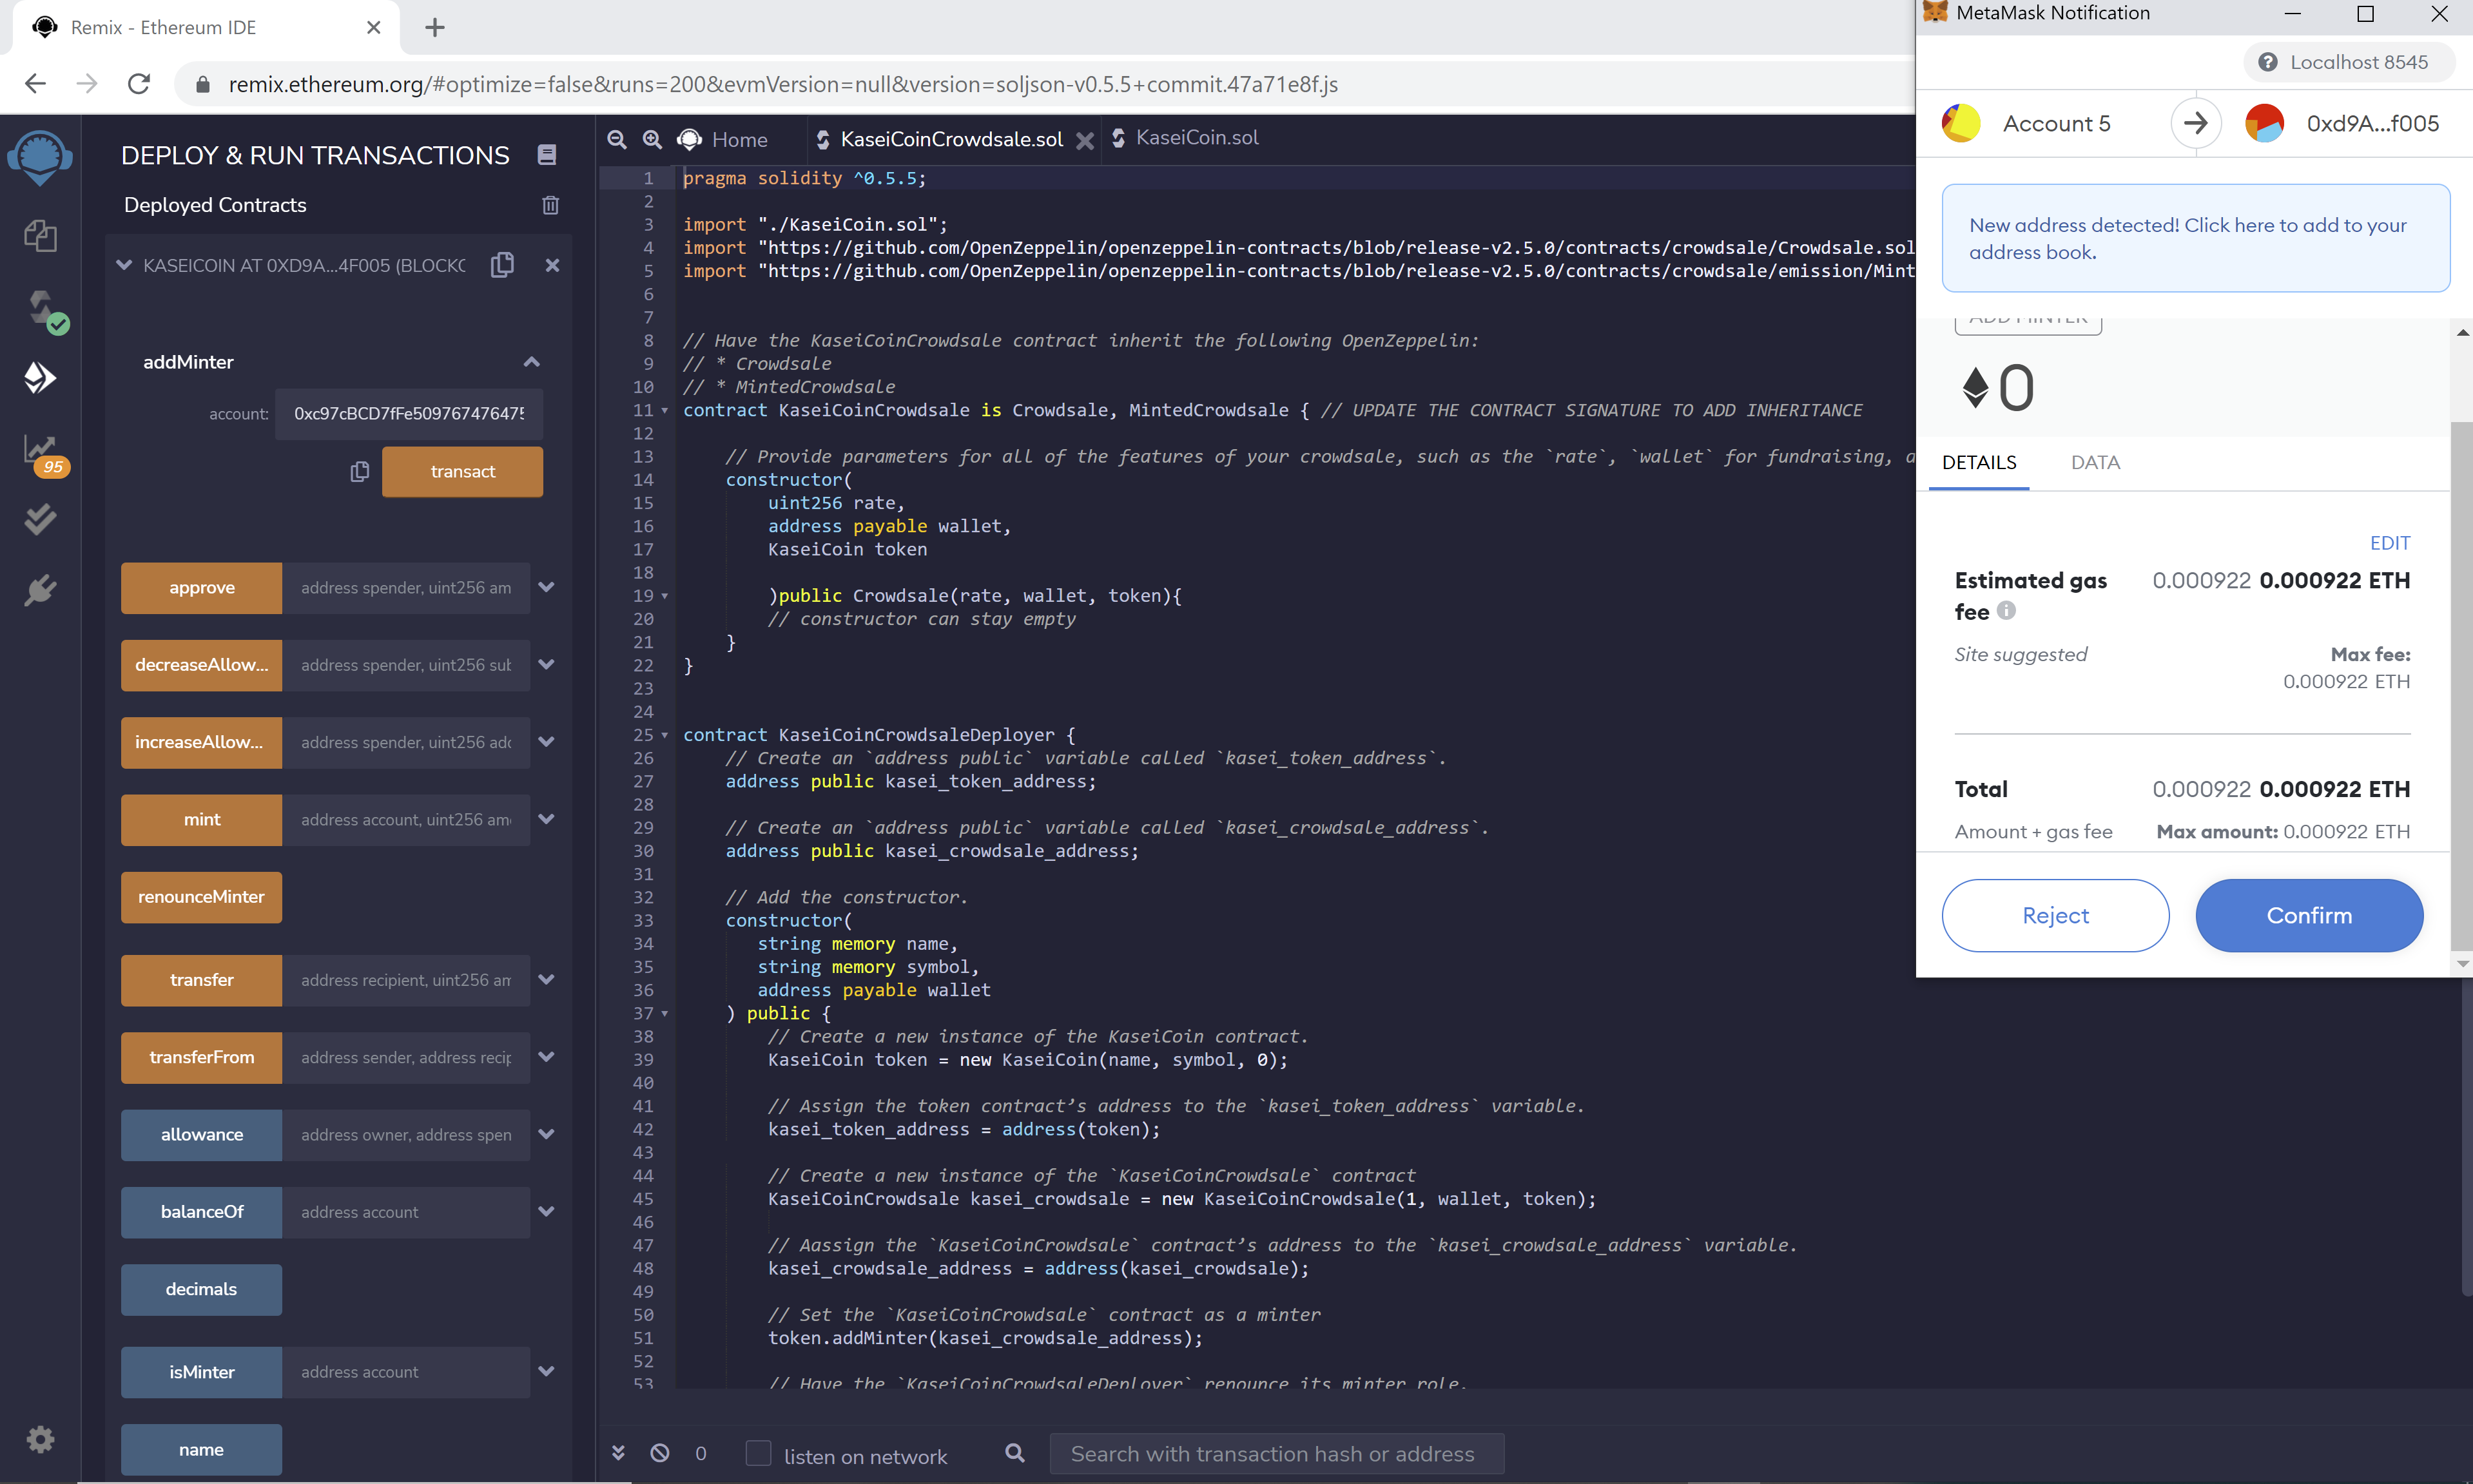 Remix - Ethereum IDE
remix.ethereum.org/#optimize=false&runs=200&evmVersion=null&version=soljson-v0.5.5+commit.47a71e8f.js
DEPLOY & RUN TRANSACTIONS
Deployed Contracts
KASEICOIN AT 0XD9A...4F005 (BLOCKC
addMinter
account:
0xc97cBCD7fFe509767476475
transact
95
approve
address spender, uint256 am
decreaseAllow...
address spender, uint256 sub
increaseAllow...
address spender, uint256 add
mint
address account, uint256 am
renounceMinter
transfer
address recipient, uint256 am
transferFrom
address sender, address recip
allowance
address owner, address spen
balanceOf
address account
decimals
isMinter
address account
name
Home
KaseiCoinCrowdsale.sol
KaseiCoin.sol
1 pragma solidity ^0.5.5;
2
3 import "./KaseiCoin.sol";
4 import "https://github.com/OpenZeppelin/openzeppelin-contracts/blob/release-v2.5.0/contracts/crowdsale/Crowdsale.sol
5 import "https://github.com/OpenZeppelin/openzeppelin-contracts/blob/release-v2.5.0/contracts/crowdsale/emission/Mint
6
7
8 // Have the KaseiCoinCrowdsale contract inherit the following OpenZeppelin:
9 // * Crowdsale
10 // * MintedCrowdsale
11 contract KaseiCoinCrowdsale is Crowdsale, MintedCrowdsale { // UPDATE THE CONTRACT SIGNATURE TO ADD INHERITANCE
12
13 // Provide parameters for all of the features of your crowdsale, such as the `rate`, `wallet` for fundraising, a
14 constructor(
15 uint256 rate,
16 address payable wallet,
17 KaseiCoin token
18
19 )public Crowdsale(rate, wallet, token){
20 // constructor can stay empty
21 }
22 }
23
24
25 contract KaseiCoinCrowdsaleDeployer {
26 // Create an `address public` variable called `kasei_token_address`.
27 address public kasei_token_address;
28
29 // Create an `address public` variable called `kasei_crowdsale_address`.
30 address public kasei_crowdsale_address;
31
32 // Add the constructor.
33 constructor(
34 string memory name,
35 string memory symbol,
36 address payable wallet
37 ) public {
38 // Create a new instance of the KaseiCoin contract.
39 KaseiCoin token = new KaseiCoin(name, symbol, 0);
40
41 // Assign the token contract’s address to the `kasei_token_address` variable.
42 kasei_token_address = address(token);
43
44 // Create a new instance of the `KaseiCoinCrowdsale` contract
45 KaseiCoinCrowdsale kasei_crowdsale = new KaseiCoinCrowdsale(1, wallet, token);
46
47 // Aassign the `KaseiCoinCrowdsale` contract’s address to the `kasei_crowdsale_address` variable.
48 kasei_crowdsale_address = address(kasei_crowdsale);
49
50 // Set the `KaseiCoinCrowdsale` contract as a minter
51 token.addMinter(kasei_crowdsale_address);
52
53 // Have the `KaseiCoinCrowdsaleDeployer` renounce its minter role.
0
listen on network
Search with transaction hash or address
MetaMask Notification
Localhost 8545
Account 5
0xd9A...f005
New address detected! Click here to add to your
address book.
ADD MINTER
0
DETAILS
DATA
EDIT
Estimated gas
fee
0.000922 0.000922 ETH
Site suggested
Max fee:
0.000922 ETH
Total
0.000922 0.000922 ETH
Amount + gas fee
Max amount: 0.000922 ETH
Reject
Confirm